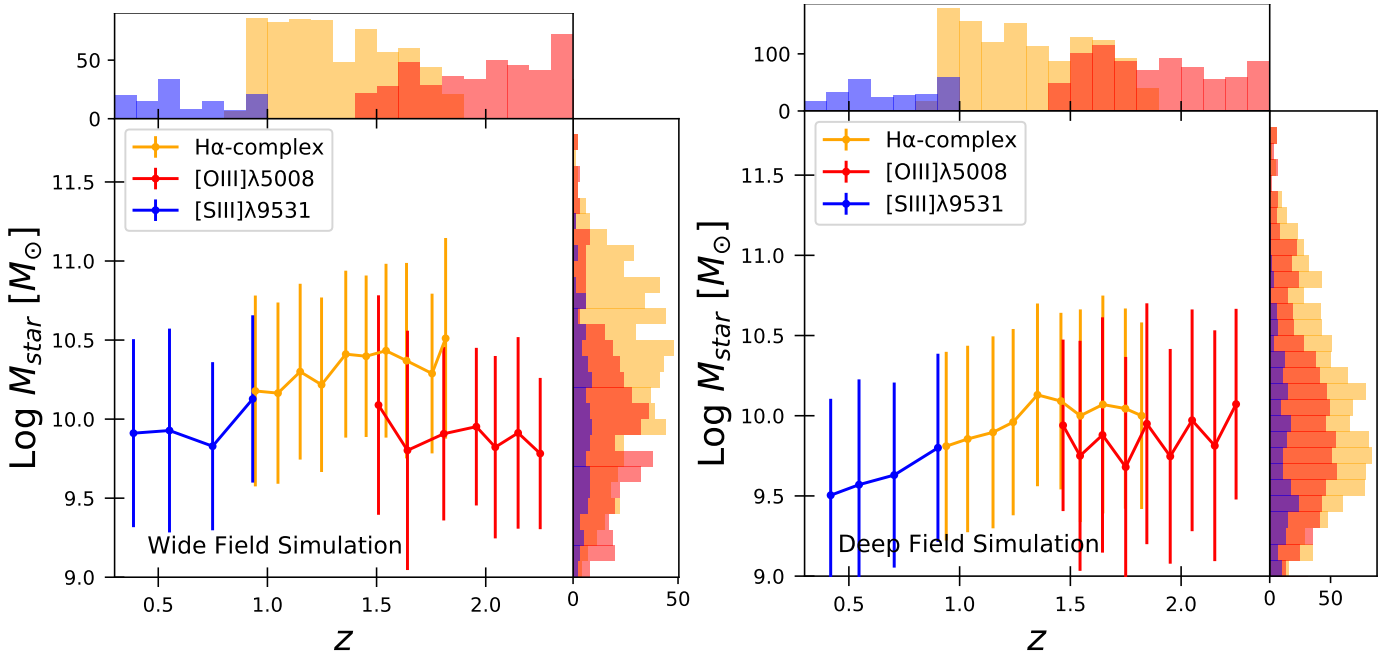 50
0
Hα-complex
[OIII]λ5008
[SIII]λ9531
11.5
11.0
10.5
10.0
9.5
9.0
Log M_star [M_⊙]
Wide Field Simulation
0.5 1.0 1.5 2.0
z
0 50
100
0
Hα-complex
[OIII]λ5008
[SIII]λ9531
11.5
11.0
10.5
10.0
9.5
9.0
Log M_star [M_⊙]
Deep Field Simulation
0.5 1.0 1.5 2.0
z
0 50